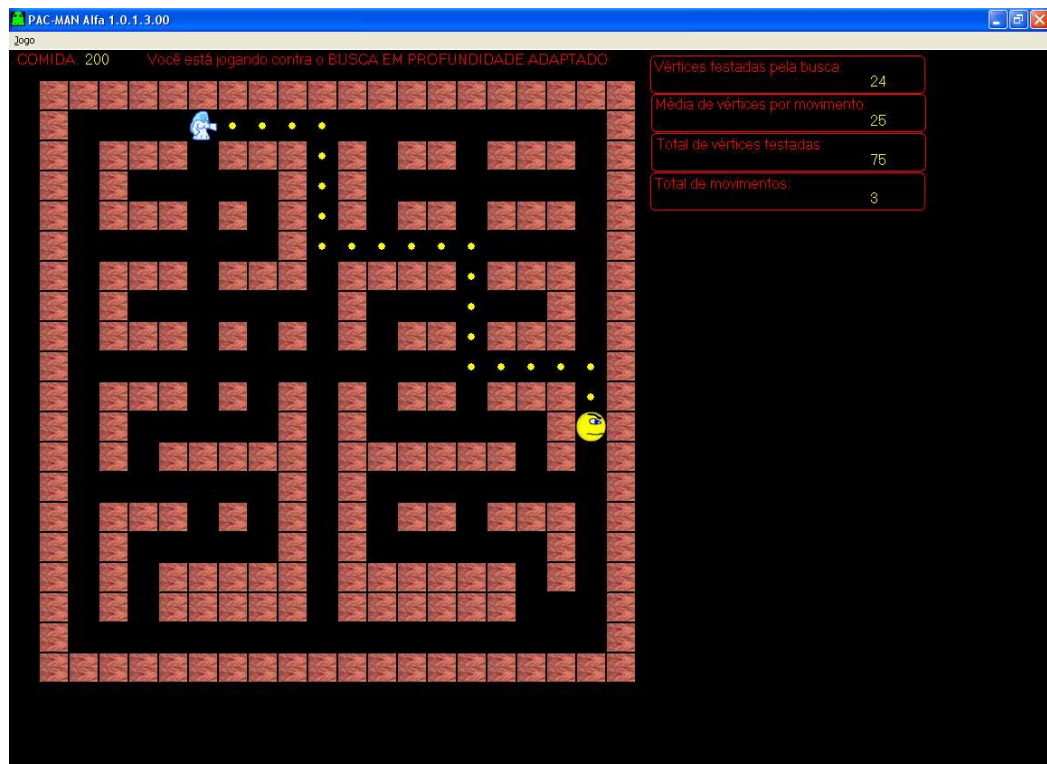 PAC-MAN Alfa 1.0.1.3.00
Jogo
COMIDA: 200 Você está jogando contra o BUSCA EM PROFUNDIDADE ADAPTADO
Vértices testadas pela busca:
24
Média de vértices por movimento:
25
Total de vértices testadas:
75
Total de movimentos:
3